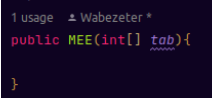 1 usage Wabezeter *
public MEE(int[] tab){
}